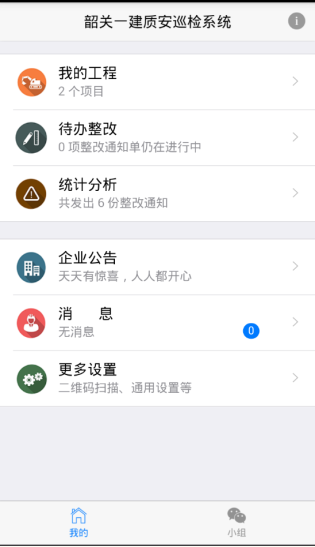 韶关一建质安巡检系统
i
我的工程
2 个项目
待办整改
0 项整改通知单仍在进行中
统计分析
共发出 6 份整改通知
企业公告
天天有惊喜，人人都开心
消 息
无消息
0
更多设置
二维码扫描、通用设置等
我的
小组